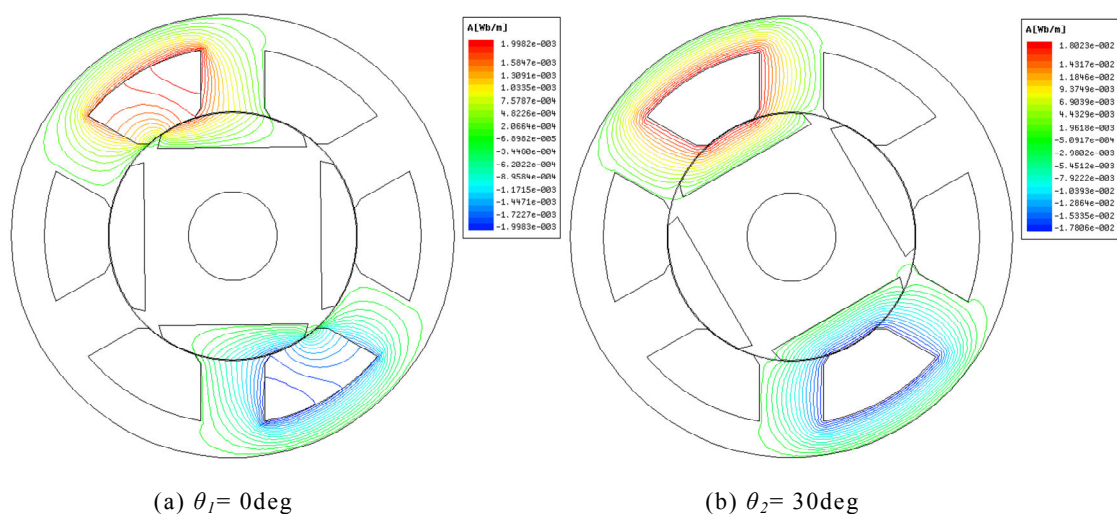 A[Wb/m]
1.9982e-003
1.5847e-003
1.3091e-003
1.0335e-003
7.5787e-004
4.8226e-004
2.0664e-004
-6.8982e-005
-3.4460e-004
-6.2022e-004
-8.9584e-004
-1.1715e-003
-1.4471e-003
-1.7227e-003
-1.9983e-003
A[Wb/m]
1.8023e-002
1.4317e-002
1.1846e-002
9.3749e-003
6.9039e-003
4.4329e-003
1.9618e-003
-5.0917e-004
-2.9802e-003
-5.4512e-003
-7.9222e-003
-1.0393e-002
-1.2864e-002
-1.5335e-002
-1.7806e-002
(a) θ1= 0deg
(b) θ2= 30deg